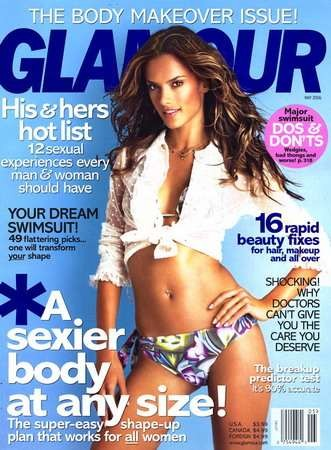 THE BODY MAKEOVER ISSUE!
GLAMOUR
MAY 2006
His & hers
hot list
12 sexual
experiences every
man & woman
should have
Major
swimsuit
DOS &
DON'TS
Wedgies,
bad thongs and
worse! p. 318
YOUR DREAM
SWIMSUIT!
49 flattering picks...
one will transform
your shape
16 rapid
beauty fixes
for hair, makeup
and all over
SHOCKING!
WHY
DOCTORS
CAN'T GIVE
YOU THE
CARE YOU
DESERVE
*A
sexier
body
at any size!
The super-easy shape-up
plan that works for all women
The breakup
predictor test
It's 90% accurate
U.S.A. $3.99
CANADA $4.99
FOREIGN $4.99
www.glamour.com